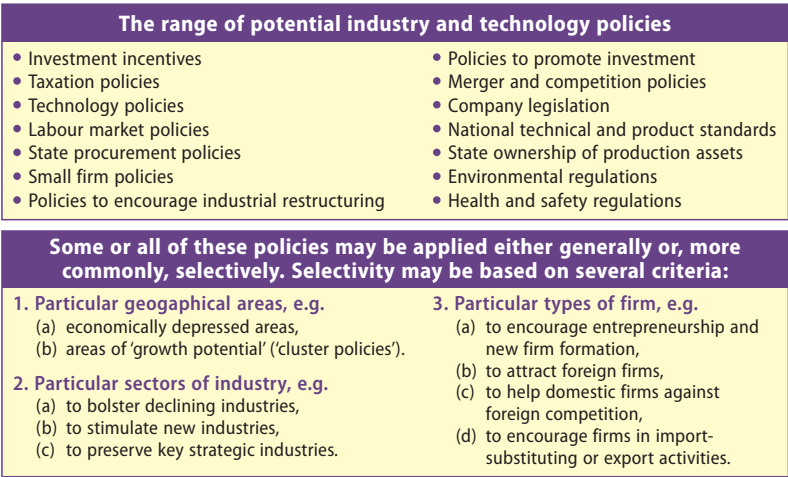 The range of potential industry and technology policies
• Investment incentives
• Taxation policies
• Technology policies
• Labour market policies
• State procurement policies
• Small firm policies
• Policies to encourage industrial restructuring
• Policies to promote investment
• Merger and competition policies
• Company legislation
• National technical and product standards
• State ownership of production assets
• Environmental regulations
• Health and safety regulations
Some or all of these policies may be applied either generally or, more
commonly, selectively. Selectivity may be based on several criteria:
1. Particular geogaphical areas, e.g.
(a) economically depressed areas,
(b) areas of ‘growth potential’ (‘cluster policies’).
2. Particular sectors of industry, e.g.
(a) to bolster declining industries,
(b) to stimulate new industries,
(c) to preserve key strategic industries.
3. Particular types of firm, e.g.
(a) to encourage entrepreneurship and
new firm formation,
(b) to attract foreign firms,
(c) to help domestic firms against
foreign competition,
(d) to encourage firms in import-
substituting or export activities.